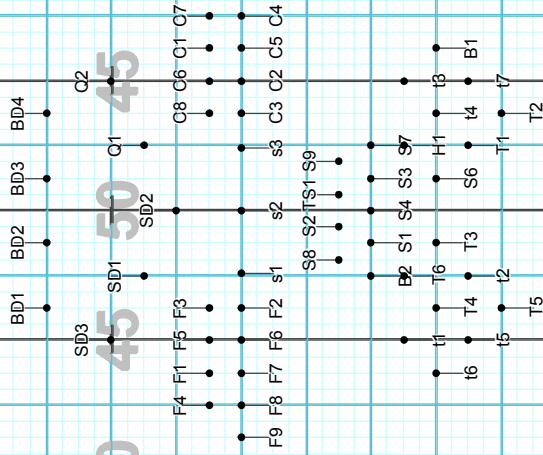 BD4
BD3
BD2
BD1
Q2
SD3
45
Q1
50
SD1
45
SD2
C7
C1
C6
C8
F3
F5
F1
F4
C4
C5
C2
C3
s3
s2
s1
F2
F6
F7
F8
F9
S9
TS1
S2
S8
S7
S3
S4
S1
B2
t3
H1
T6
t1
B1
t4
S6
T3
T4
t6
t7
T1
t2
t5
T2
T5